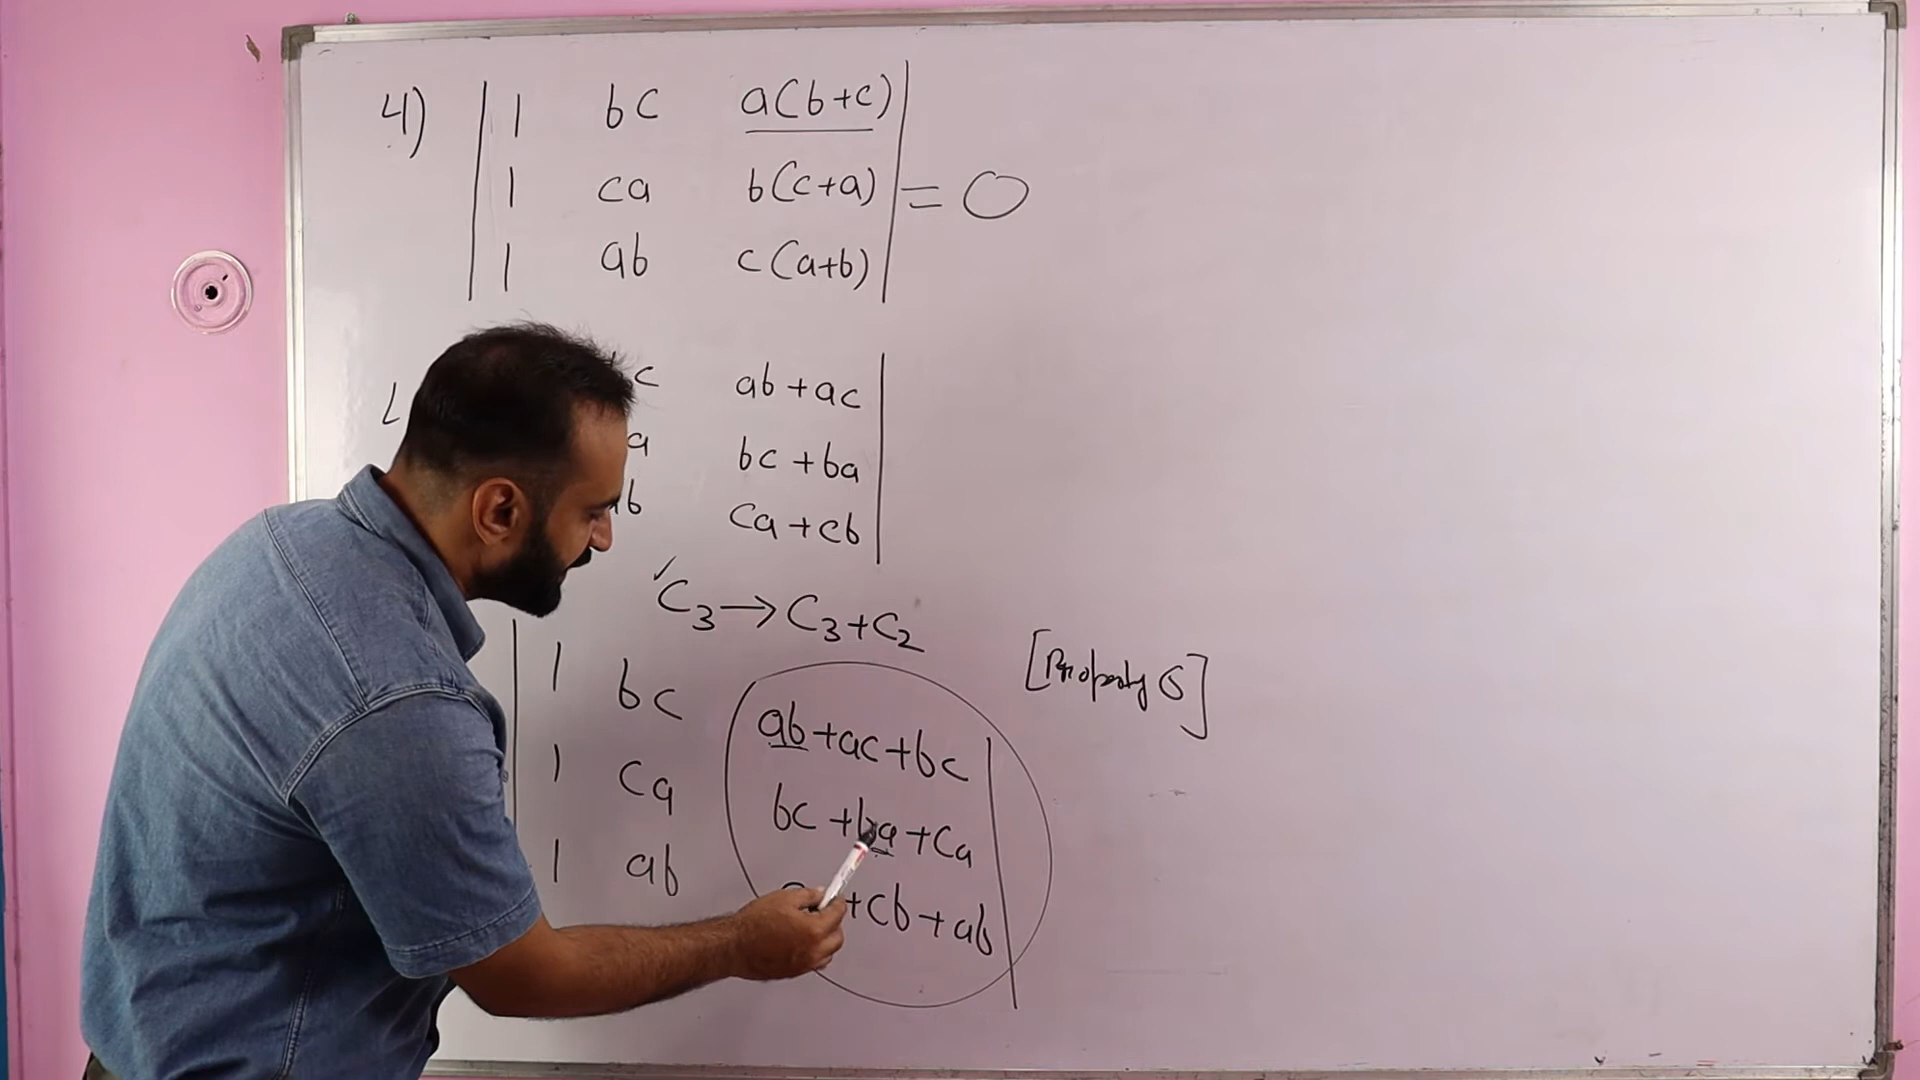 4) | 1 bc a(b+c) |
| 1 ca b(c+a) | = 0
| 1 ab c(a+b) |
L c ab+ac |
a bc+ba |
b ca+cb |
✓C₃→C₃+C₂
[Property
| 1 bc ab+ac+bc |
| 1 ca bc+ba+ca |
| 1 ab +cb+ab |